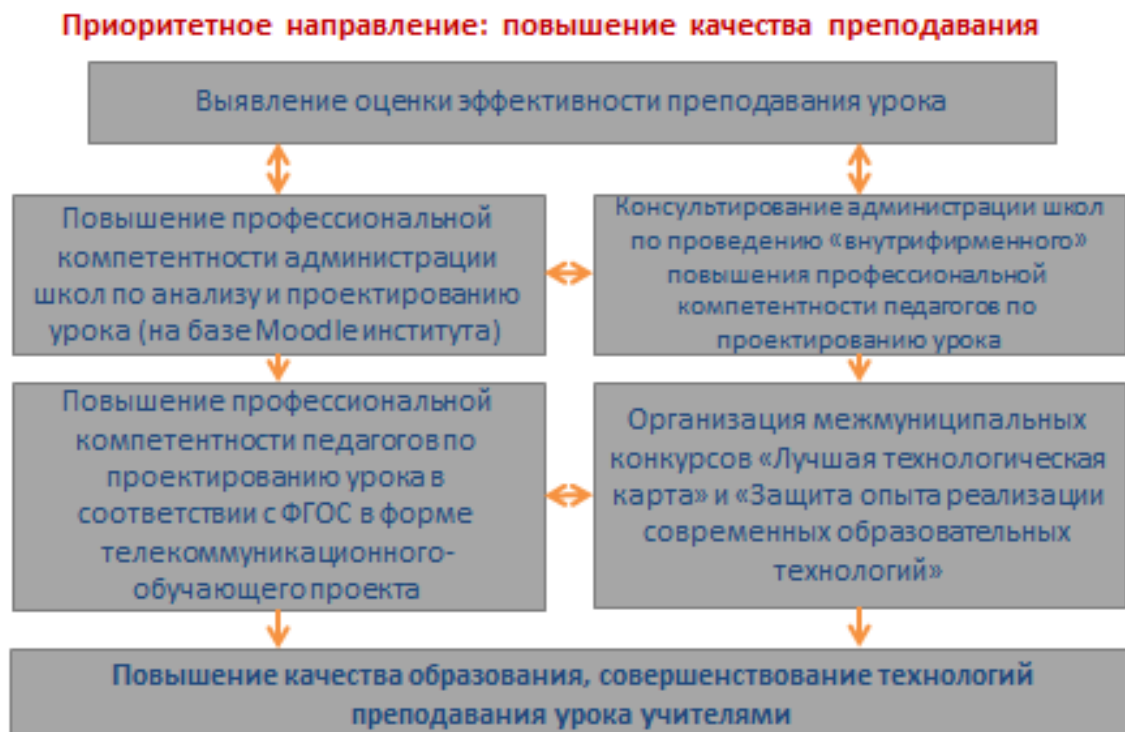 Приоритетное направление: повышение качества преподавания
Выявление оценки эффективности преподавания урока
Повышение профессиональной
компетентности администрации
школ по анализу и проектированию
урока (на базе Moodle института)
Консультирование администрации школ
по проведению «внутрифирменного»
повышения профессиональной
компетентности педагогов по
проектированию урока
Повышение профессиональной
компетентности педагогов по
проектированию урока в
соответствии с ФГОС в форме
телекоммуникационного-
обучающего проекта
Организация межмуниципальных
конкурсов «Лучшая технологическая
карта» и «Защита опыта реализации
современных образовательных
технологий»
Повышение качества образования, совершенствование технологий
преподавания урока учителями